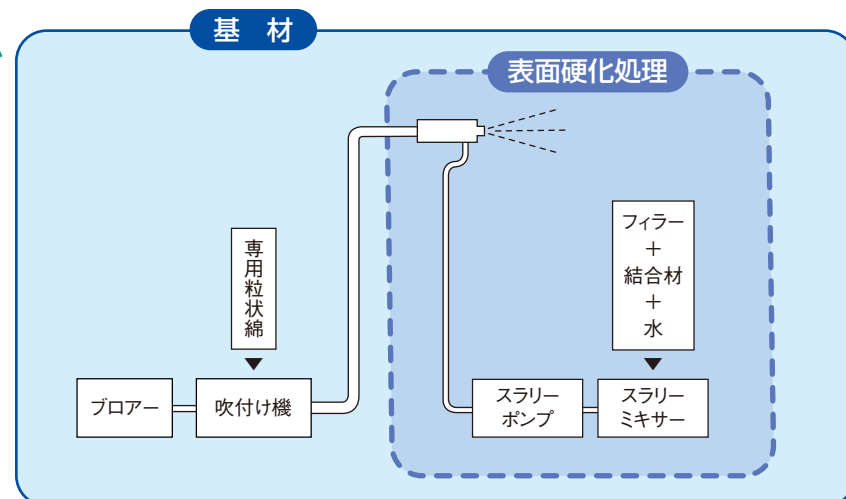 基 材
表面硬化処理
専用粒状綿
フィラー
+
結合材
+
水
ブロアー
吹付け機
スラリー
ポンプ
スラリー
ミキサー